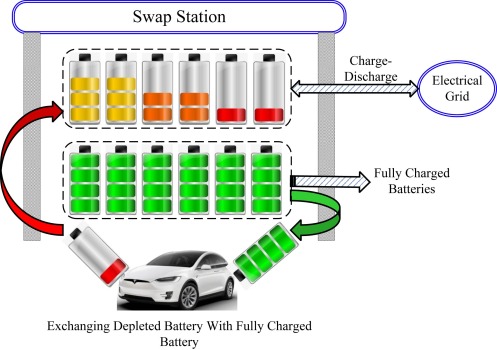 Swap Station
Charge-
Discharge
Electrical
Grid
Fully Charged
Batteries
Exchanging Depleted Battery With Fully Charged
Battery